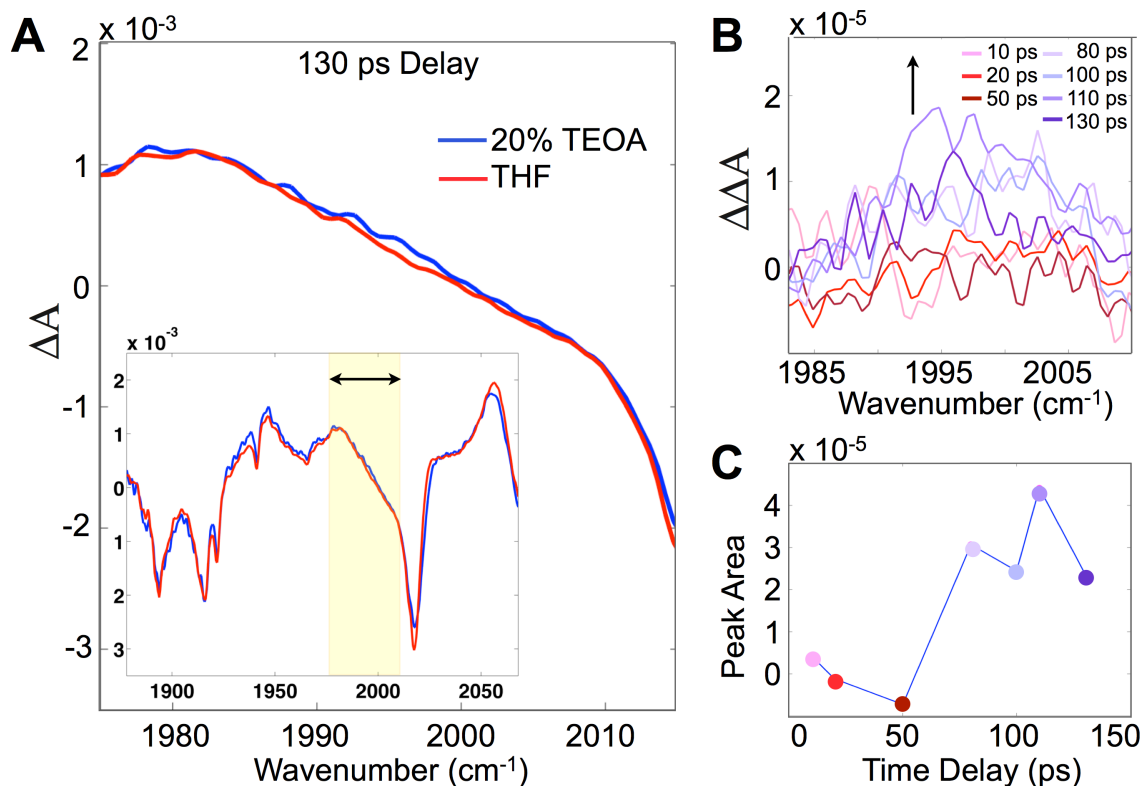 A
x 10-3
130 ps Delay
20% TEOA
THF
2
1
0
-1
-2
-3
ΔA
1980
1990
2000
2010
Wavenumber (cm-1)
x 10-3
2
1
0
1
2
3
1900
1950
2000
2050
B
x 10-5
10 ps
20 ps
50 ps
80 ps
100 ps
110 ps
130 ps
2
1
0
ΔΔA
1985
1995
2005
Wavenumber (cm-1)
C
x 10-5
4
3
2
1
0
Peak Area
0
50
100
150
Time Delay (ps)